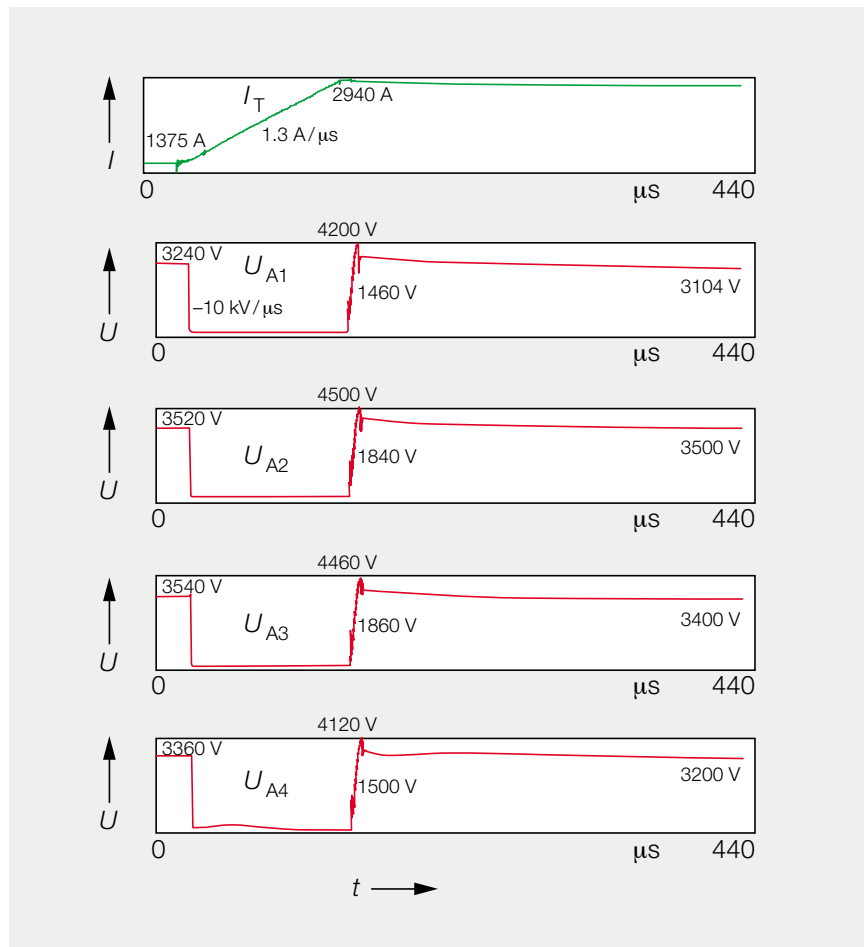 I
I T
2940 A
1375 A
1.3 A/µs
0
µs
440
4200 V
3240 V
U A1
–10 kV/µs
1460 V
3104 V
U
0
µs
440
4500 V
3520 V
U A2
1840 V
3500 V
U
0
µs
440
4460 V
3540 V
U A3
1860 V
3400 V
U
0
µs
440
4120 V
3360 V
U A4
1500 V
3200 V
U
0
µs
440
t